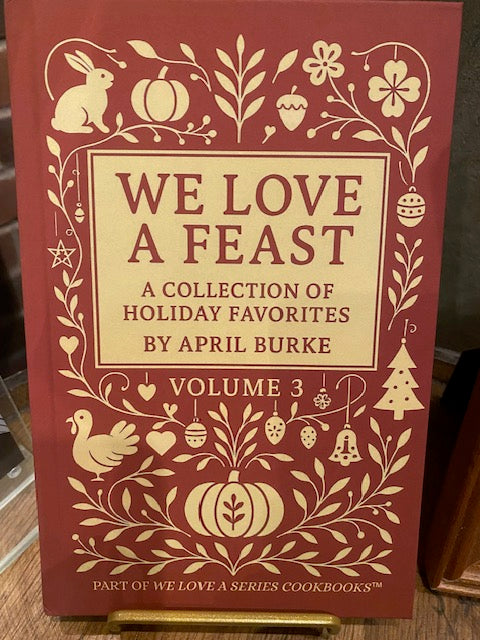 WE LOVE
A FEAST
A COLLECTION OF
HOLIDAY FAVORITES
BY APRIL BURKE
VOLUME 3
PART OF WE LOVE A SERIES COOKBOOKS™